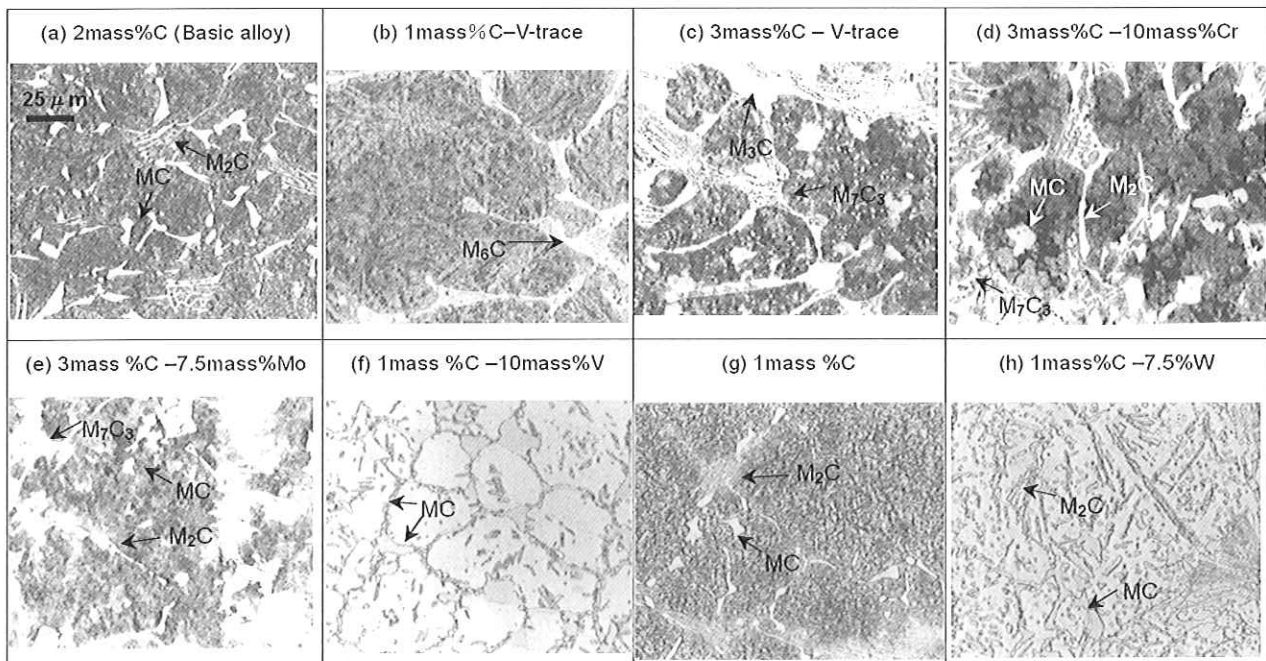 (a) 2mass%C (Basic alloy)
25 μm
M₂C
MC
(b) 1mass%C–V-trace
M₆C
(c) 3mass%C – V-trace
M₃C
M₇C₃
(d) 3mass%C –10mass%Cr
MC
M₂C
M₇C₃
(e) 3mass %C –7.5mass%Mo
M₇C₃
MC
M₂C
(f) 1mass %C –10mass%V
MC
(g) 1mass %C
M₂C
MC
(h) 1mass%C –7.5%W
M₂C
MC